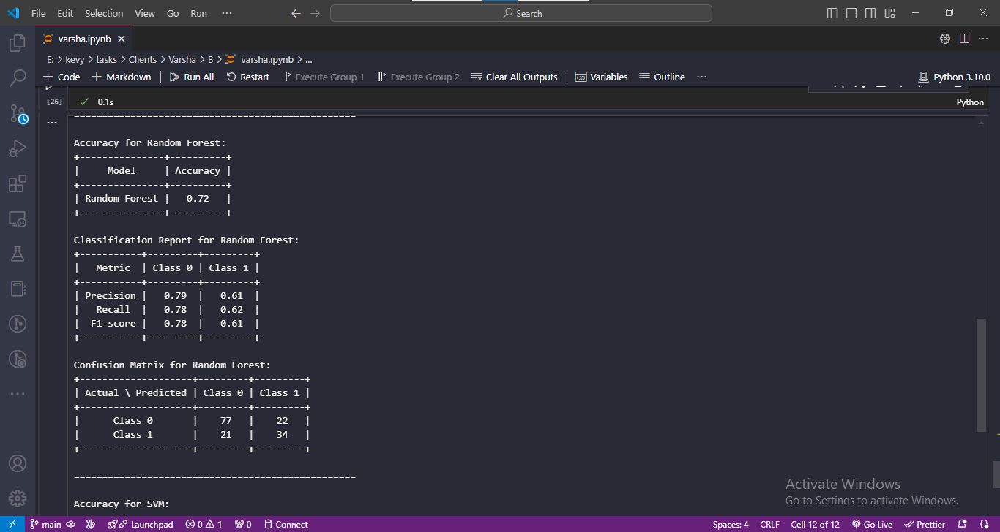 File Edit Selection View Go Run ··· Search
varsha.ipynb
E: > kevy > tasks > Clients > Varsha > B > varsha.ipynb > ...
+ Code + Markdown | Run All Restart Execute Group 1 Execute Group 2 Clear All Outputs | Variables Outline ··· Python 3.10.0
[26] 0.1s Python
==================================================
Accuracy for Random Forest:
+---------------+----------+
|     Model     | Accuracy |
+---------------+----------+
| Random Forest |   0.72   |
+---------------+----------+
Classification Report for Random Forest:
+-----------+---------+---------+
|   Metric  | Class 0 | Class 1 |
+-----------+---------+---------+
| Precision |   0.79  |   0.61  |
|   Recall  |   0.78  |   0.62  |
|  F1-score |   0.78  |   0.61  |
+-----------+---------+---------+
Confusion Matrix for Random Forest:
+--------------------+---------+---------+
| Actual \ Predicted | Class 0 | Class 1 |
+--------------------+---------+---------+
|      Class 0       |    77   |    22   |
|      Class 1       |    21   |    34   |
+--------------------+---------+---------+
==================================================
Accuracy for SVM:
Activate Windows
Go to Settings to activate Windows.
main Launchpad 0 1 0 Connect Spaces: 4 CRLF Cell 12 of 12 Go Live Prettier